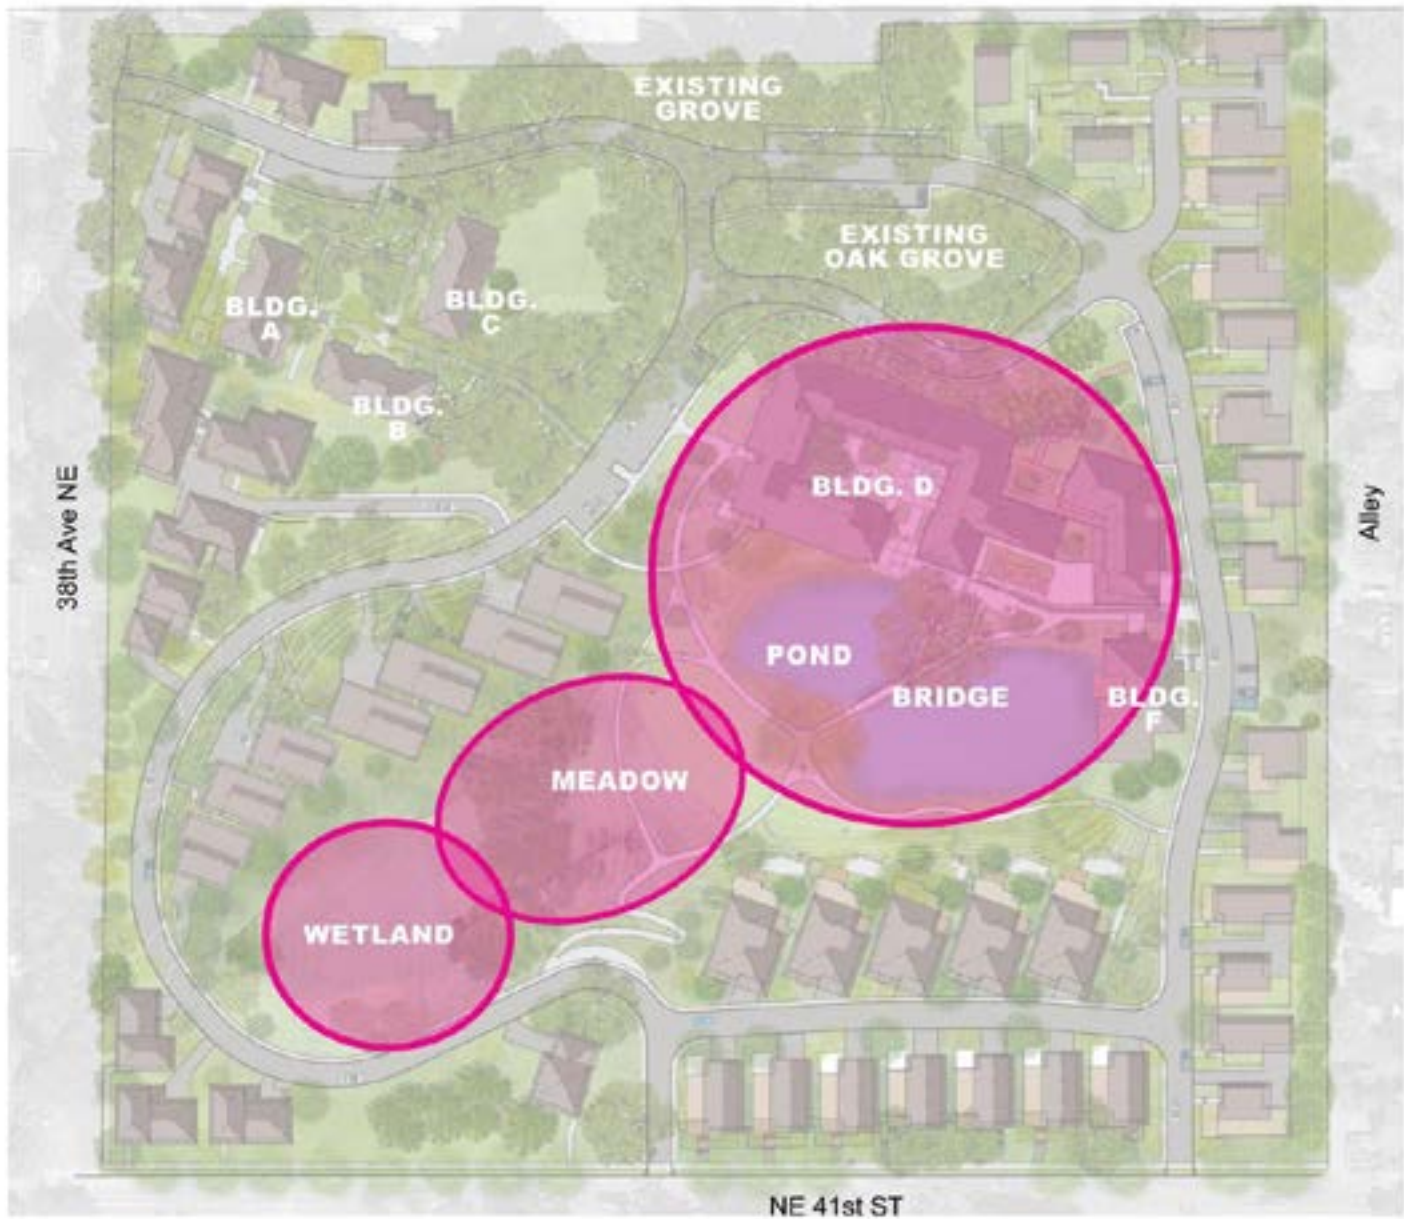 EXISTING
GROVE
EXISTING
OAK GROVE
BLDG.
A
BLDG.
C
BLDG.
B
38th Ave NE
BLDG. D
Alley
POND
BRIDGE
BLDG.
F
MEADOW
WETLAND
NE 41st ST